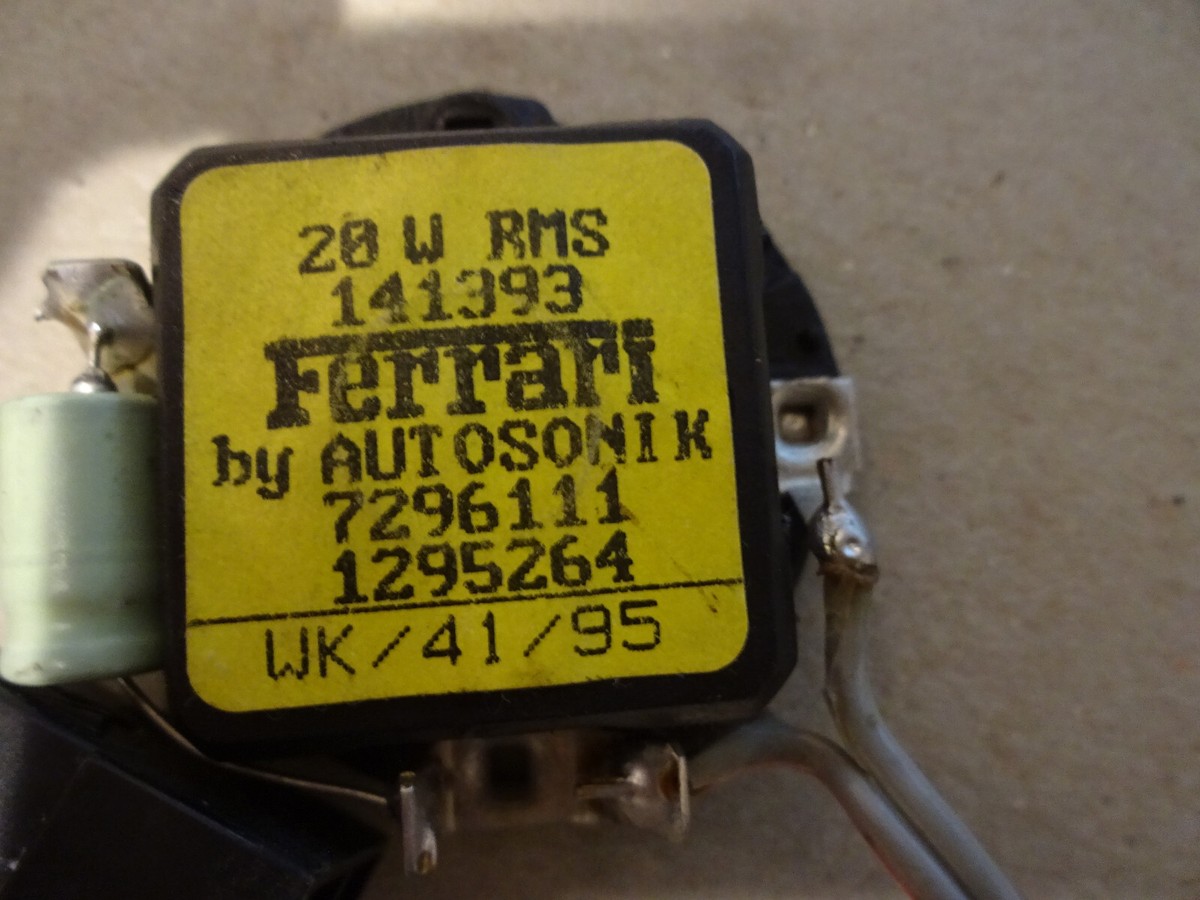 20 W RMS
141393
Ferrari
by AUTOSONIK
7296111
1295264
WK/41/95